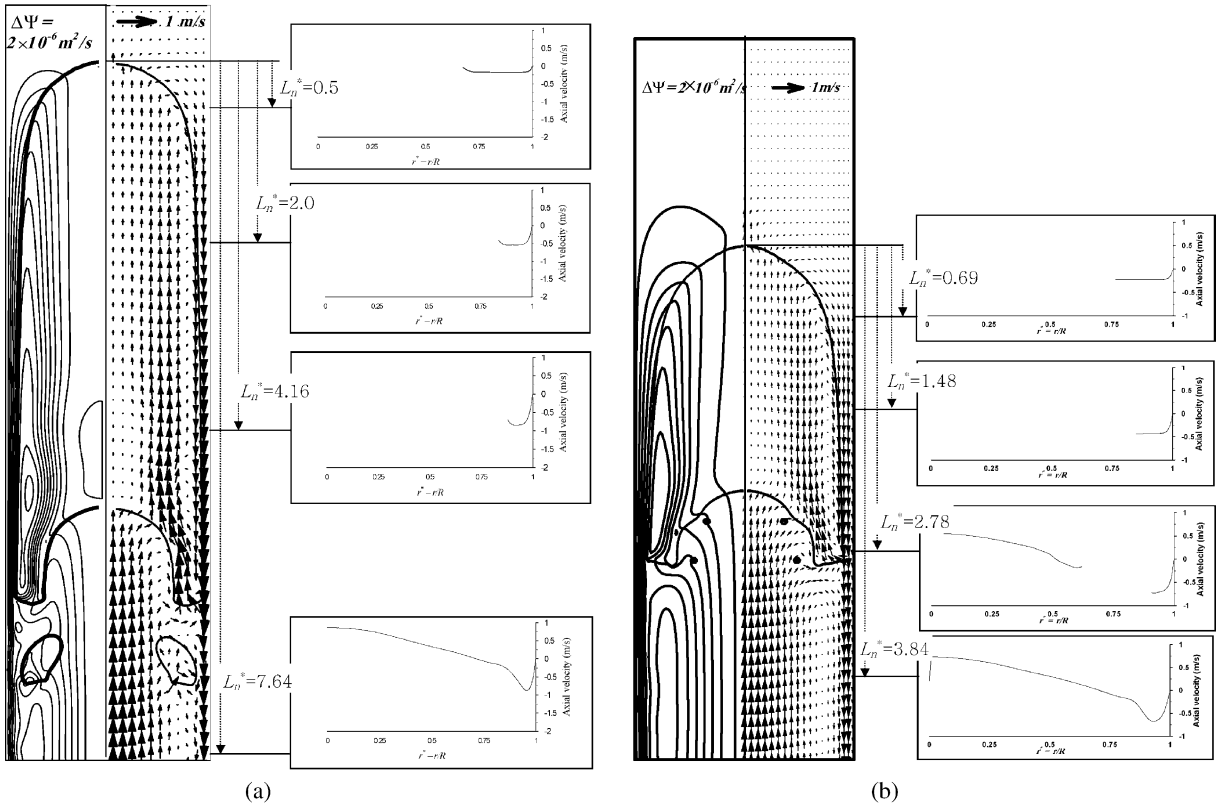 ΔΨ =
2×10⁻⁶m²/s
1 m/s
Lₙ*=0.5
1
0.5
0
-0.5
-1
-1.5
-2
Axial velocity (m/s)
0 0.25 0.5 0.75 1
r* = r/R
Lₙ*=2.0
1
0.5
0
-0.5
-1
-1.5
-2
Axial velocity (m/s)
0 0.25 0.5 0.75 1
r* = r/R
Lₙ*=4.16
1
0.5
0
-0.5
-1
-1.5
-2
Axial velocity (m/s)
0 0.25 0.5 0.75 1
r* = r/R
Lₙ*=7.64
1
0.5
0
-0.5
-1
-1.5
-2
Axial velocity (m/s)
0 0.25 0.5 0.75 1
r* = r/R
(a)
ΔΨ = 2×10⁻⁶m²/s
1m/s
Lₙ*=0.69
1
0.5
0
-0.5
-1
Axial velocity (m/s)
0 0.25 0.5 0.75 1
r* = r/R
Lₙ*=1.48
1
0.5
0
-0.5
-1
Axial velocity (m/s)
0 0.25 0.5 0.75 1
r* = r/R
Lₙ*=2.78
1
0.5
0
-0.5
-1
Axial velocity (m/s)
0 0.25 0.5 0.75 1
r* = r/R
Lₙ*=3.84
1
0.5
0
-0.5
-1
Axial velocity (m/s)
0 0.25 0.5 0.75 1
r* = r/R
(b)